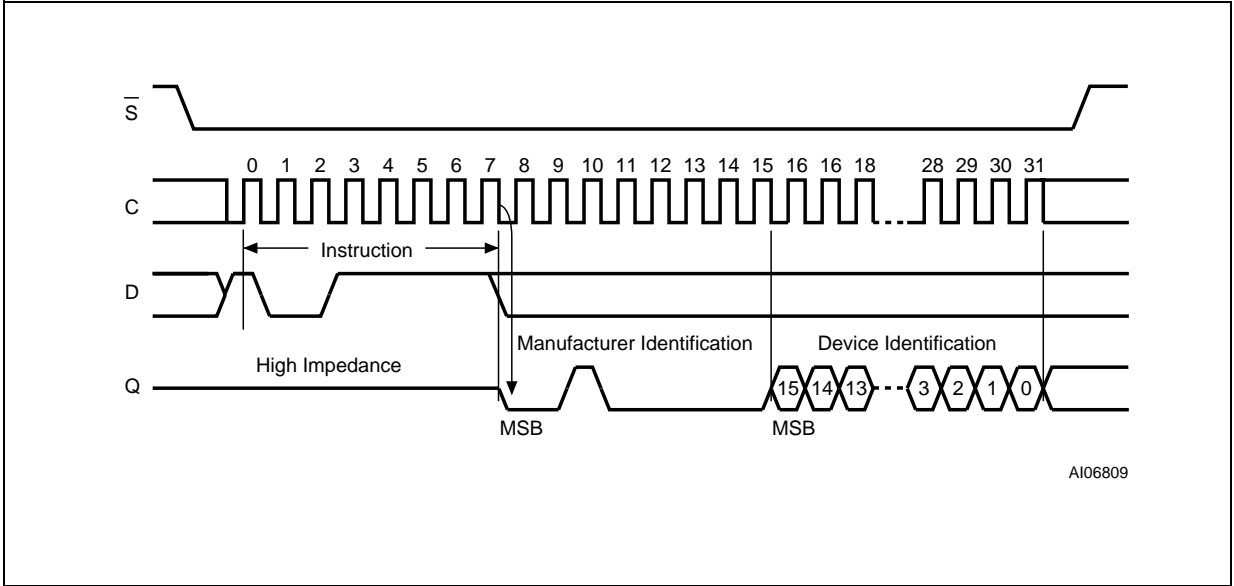 S
0 1 2 3 4 5 6 7 8 9 10 11 12 13 14 15 16 16 18 28 29 30 31
C
Instruction
D
Manufacturer Identification Device Identification
High Impedance
Q 15 14 13 3 2 1 0
MSB MSB
AI06809